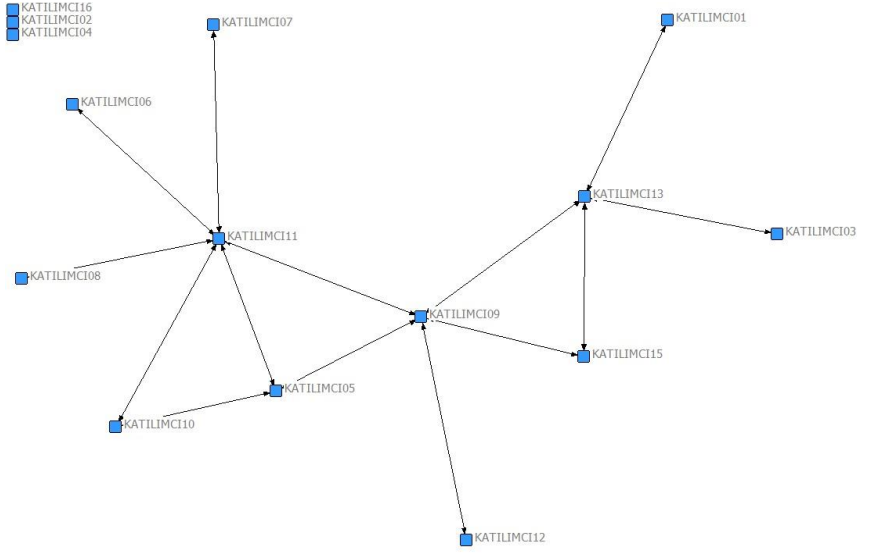 KATILIMCI16
KATILIMCI02
KATILIMCI04
KATILIMCI07
KATILIMCI01
KATILIMCI06
KATILIMCI13
KATILIMCI11
KATILIMCI03
KATILIMCI08
KATILIMCI09
KATILIMCI15
KATILIMCI05
KATILIMCI10
KATILIMCI12